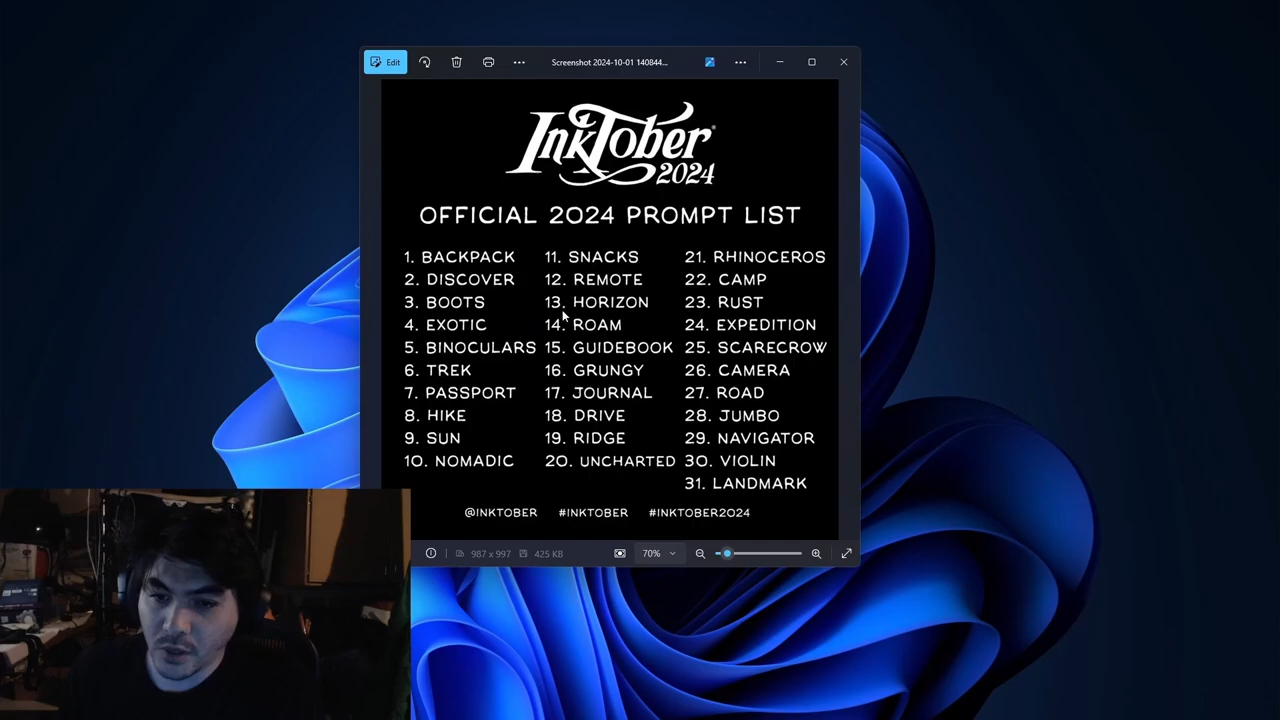 Edit
Screenshot 2024-10-01 140844...
InkTober
2024
OFFICIAL 2024 PROMPT LIST
1. BACKPACK
2. DISCOVER
3. BOOTS
4. EXOTIC
5. BINOCULARS
6. TREK
7. PASSPORT
8. HIKE
9. SUN
10. NOMADIC
11. SNACKS
12. REMOTE
13. HORIZON
14. ROAM
15. GUIDEBOOK
16. GRUNGY
17. JOURNAL
18. DRIVE
19. RIDGE
20. UNCHARTED
21. RHINOCEROS
22. CAMP
23. RUST
24. EXPEDITION
25. SCARECROW
26. CAMERA
27. ROAD
28. JUMBO
29. NAVIGATOR
30. VIOLIN
31. LANDMARK
@INKTOBER #INKTOBER #INKTOBER2024
987 x 997 425 KB 70%